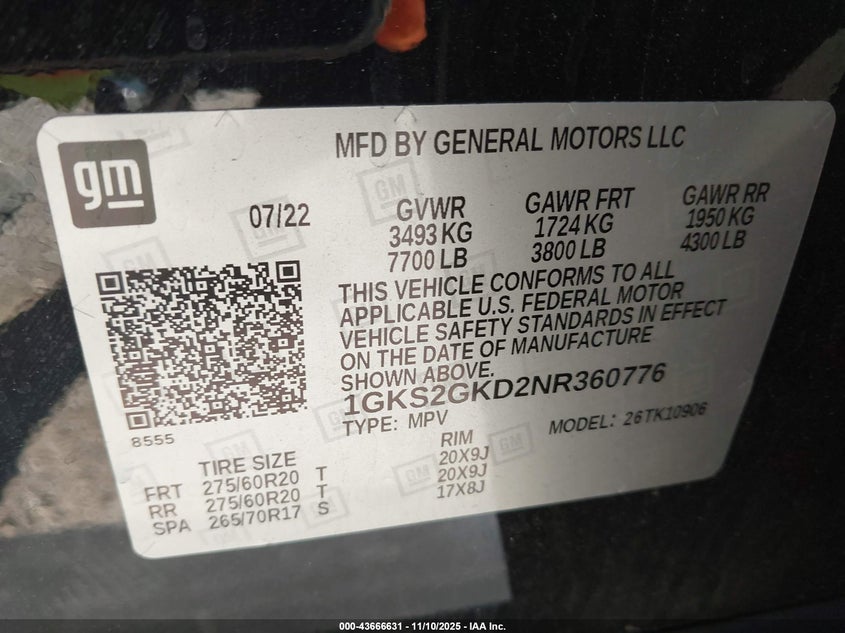 MFD BY GENERAL MOTORS LLC
gm
07/22
GVWR
3493 KG
7700 LB
GAWR FRT
1724 KG
3800 LB
GAWR RR
1950 KG
4300 LB
THIS VEHICLE CONFORMS TO ALL
APPLICABLE U.S. FEDERAL MOTOR
VEHICLE SAFETY STANDARDS IN EFFECT
ON THE DATE OF MANUFACTURE
SHOWN ABOVE.
1GKS2GKD2NR360776
TYPE: MPV MODEL: 26TK10906
8555
TIRE SIZE RIM
FRT 275/60R20 T 20X9J
RR 275/60R20 T 20X9J
SPA 265/70R17 S 17X8J
000-43666631 - 11/10/2025 - IAA Inc.